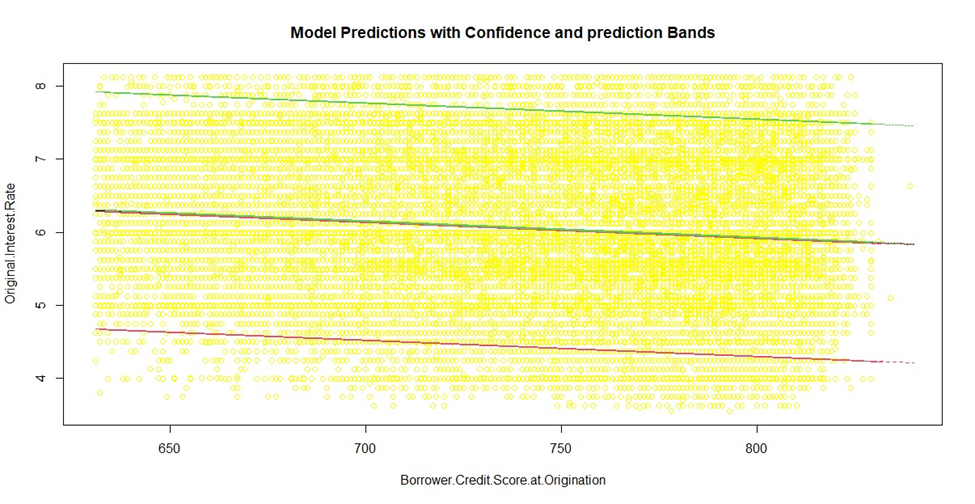 Model Predictions with Confidence and prediction Bands
Original.Interest.Rate
8
7
6
5
4
650 700 750 800
Borrower.Credit.Score.at.Origination